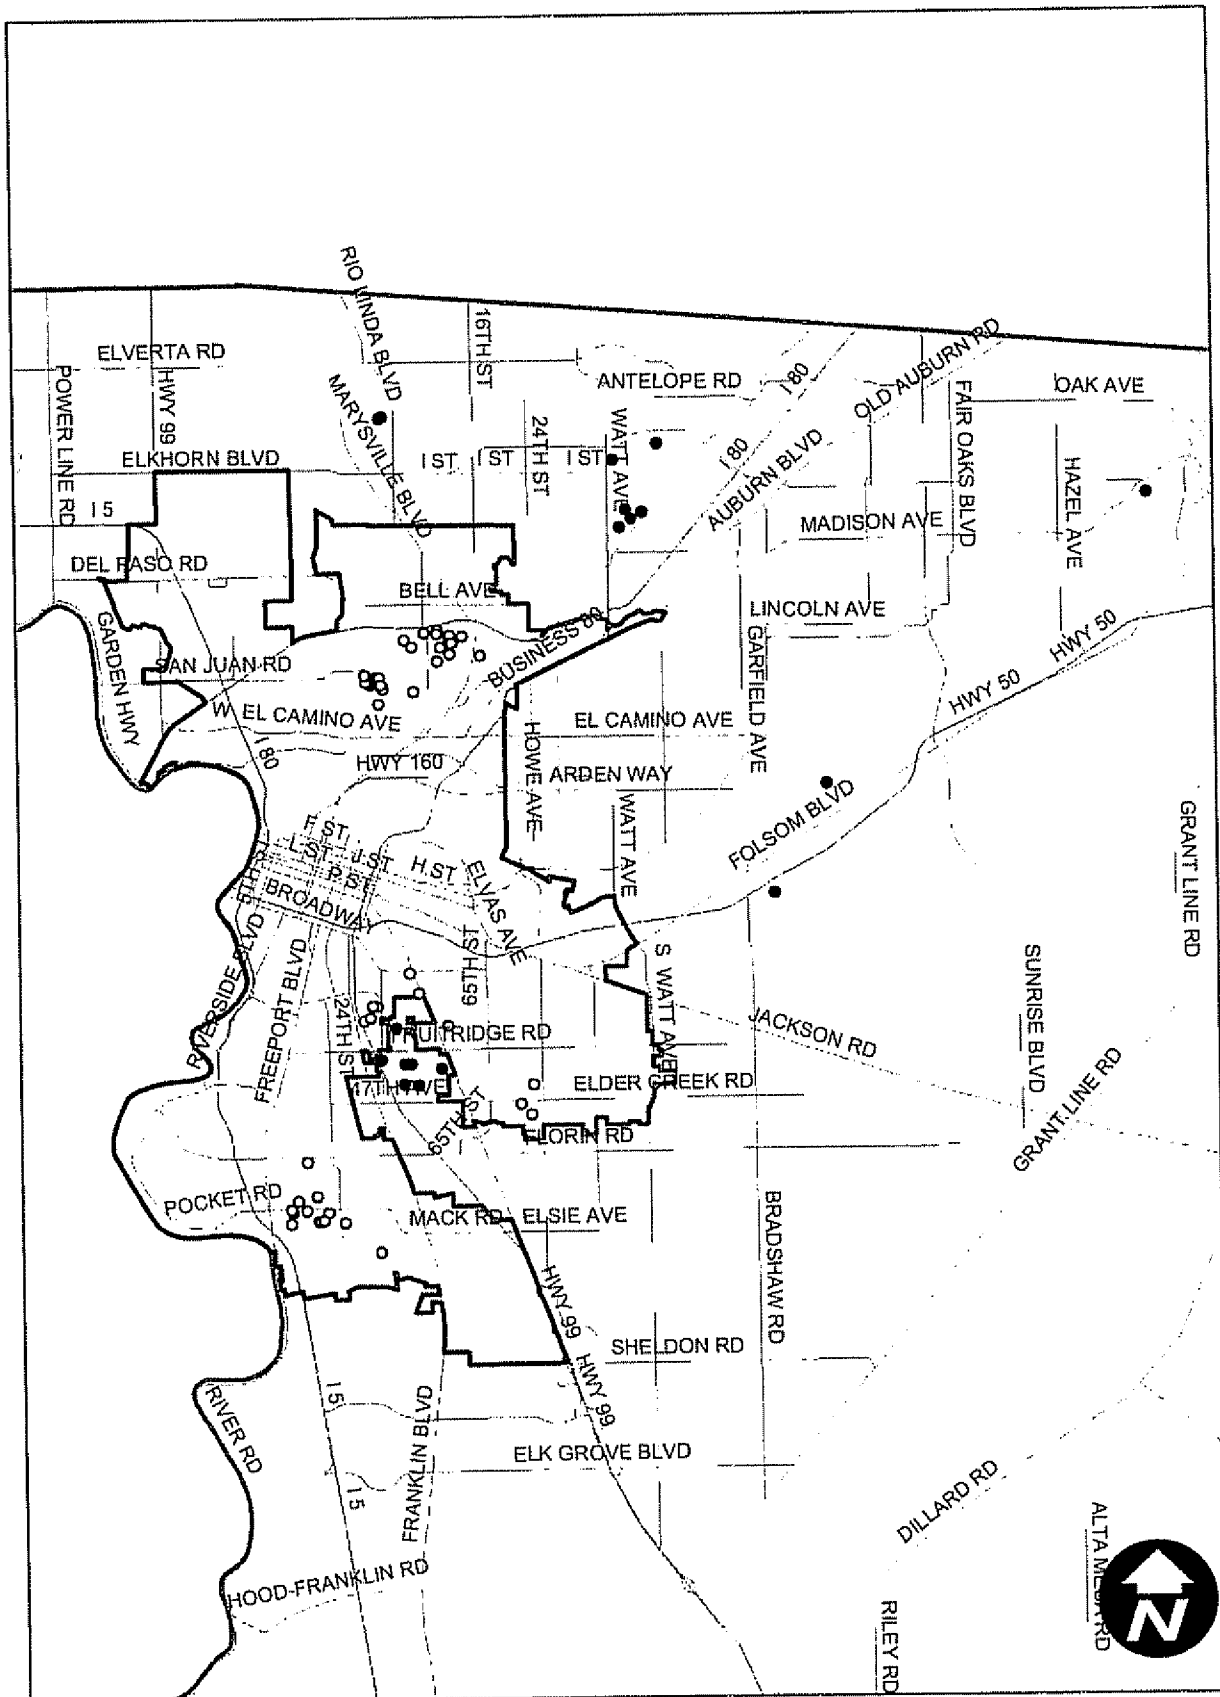 RIO LINDA BLVD
16TH ST
ELVERTA RD
POWER LINE RD
HWY 99
MARYSVILLE BLVD
ANTELOPE RD
I 80
OLD AUBURN RD
FAIR OAKS BLVD
OAK AVE
ELKHORN BLVD
I ST
I ST
24TH ST
I ST
WATT AVE
I 80
AUBURN BLVD
HAZEL AVE
I 5
MADISON AVE
DEL PASO RD
BELL AVE
LINCOLN AVE
GARDEN HWY
SAN JUAN RD
BUSINESS 80
GARFIELD AVE
HWY 50
HWY 50
W EL CAMINO AVE
EL CAMINO AVE
I 80
HWY 160
HOWE AVE
ARDEN WAY
WATT AVE
FOLSOM BLVD
GRANT LINE RD
F ST
L ST
J ST
H ST
P ST
5TH ST
BROADWAY
ELVAS AVE
65TH ST
RIVERSIDE BLVD
FREEPORT BLVD
24TH ST
S WATT AVE
SUNRISE BLVD
FRUITRIDGE RD
JACKSON RD
47TH AVE
ELDER CREEK RD
GRANT LINE RD
65TH ST
FLORIN RD
POCKET RD
MACK RD
ELSIE AVE
BRADSHAW RD
HWY 99
SHELDON RD
HWY 99
I 5
RIVER RD
FRANKLIN BLVD
ELK GROVE BLVD
I 5
DILLARD RD
HOOD-FRANKLIN RD
RILEY RD
ALTA MESA RD
N